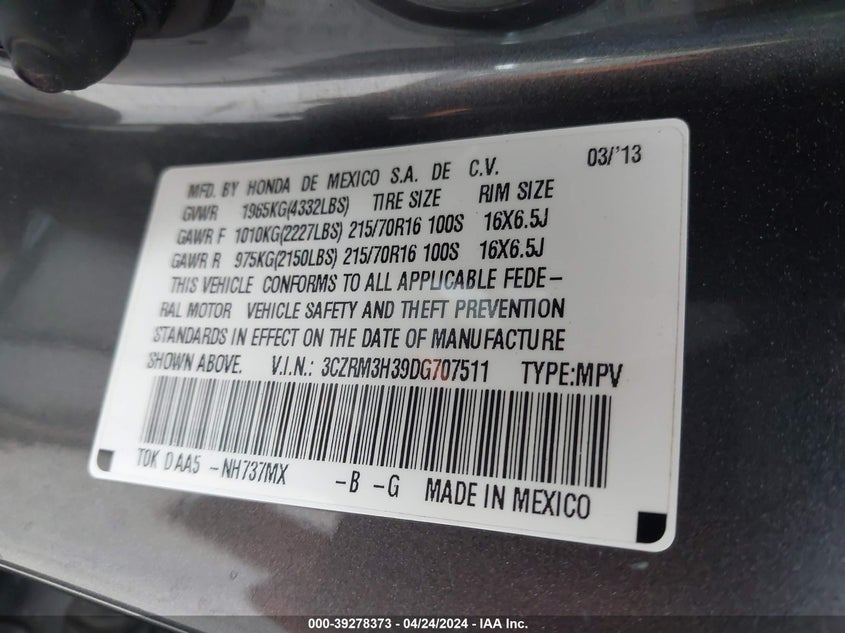 MFD. BY HONDA DE MEXICO S.A. DE C.V. 03/'13
GVWR 1965KG(4332LBS) TIRE SIZE RIM SIZE
GAWR F 1010KG(2227LBS) 215/70R16 100S 16X6.5J
GAWR R 975KG(2150LBS) 215/70R16 100S 16X6.5J
THIS VEHICLE CONFORMS TO ALL APPLICABLE FEDE-
RAL MOTOR VEHICLE SAFETY AND THEFT PREVENTION
STANDARDS IN EFFECT ON THE DATE OF MANUFACTURE
SHOWN ABOVE. V.I.N.: 3CZRM3H39DG707511 TYPE:MPV
T0K D AA5 -NH737MX -B -G MADE IN MEXICO
000-39278373 - 04/24/2024 - IAA Inc.